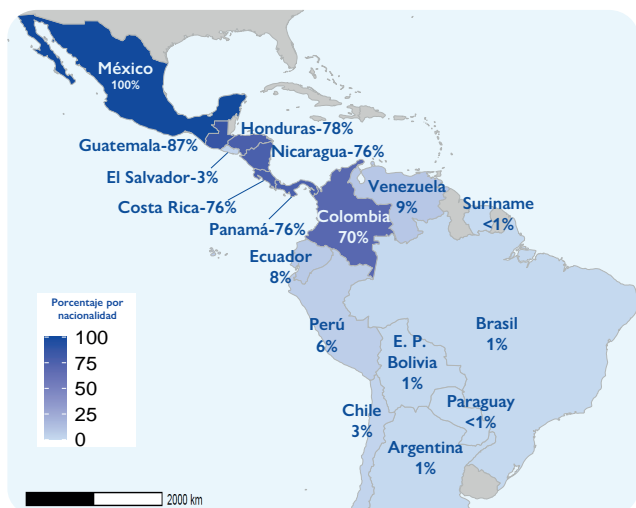 México
100%
Honduras-78%
Guatemala-87%
Nicaragua-76%
El Salvador-3%
Venezuela
9%
Suriname
<1%
Costa Rica-76%
Colombia
70%
Panamá-76%
Ecuador
8%
Porcentaje por
nacionalidad
100
75
50
25
0
Perú
6%
Brasil
1%
E. P.
Bolivia
1%
Paraguay
<1%
Chile
3%
Argentina
1%
2000 km